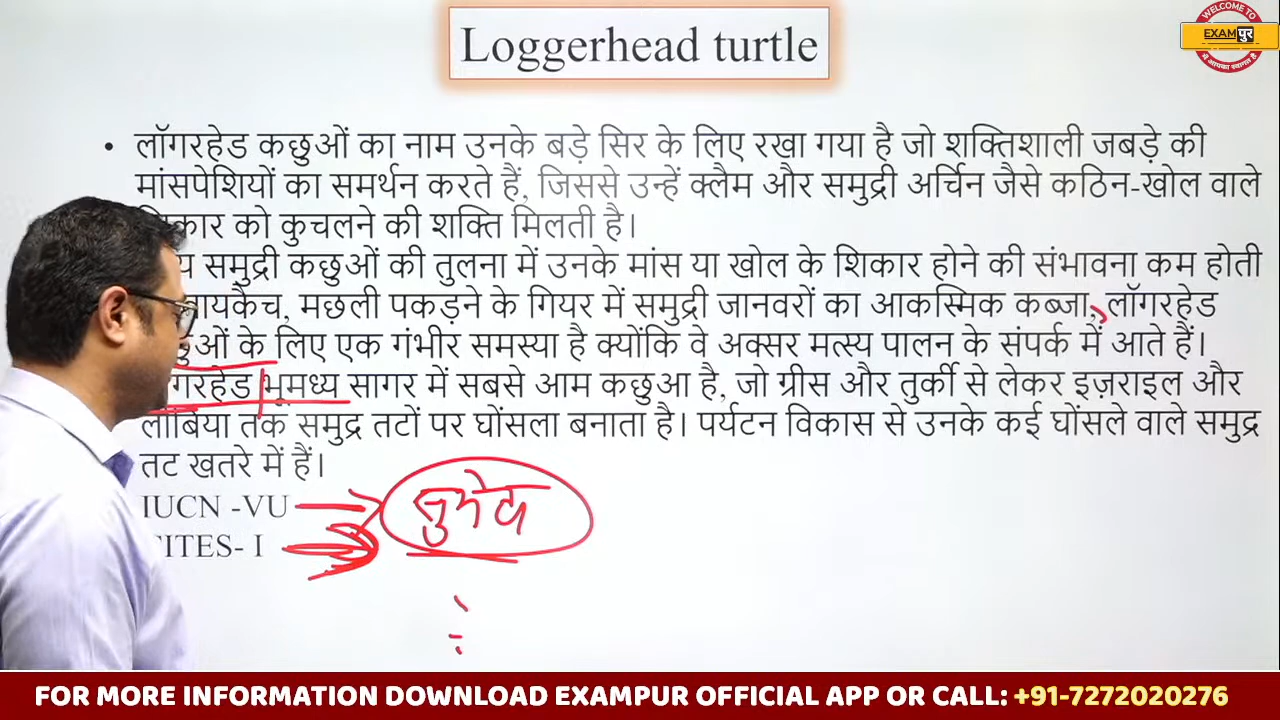 Loggerhead turtle
WELCOME TO
EXAMपुर
में आपका स्वागत है
• लॉगरहेड कछुओं का नाम उनके बड़े सिर के लिए रखा गया है जो शक्तिशाली जबड़े की
मांसपेशियों का समर्थन करते हैं, जिससे उन्हें क्लैम और समुद्री अर्चिन जैसे कठिन-खोल वाले
को कुचलने की शक्ति मिलती है।
समुद्री कछुओं की तुलना में उनके मांस या खोल के शिकार होने की संभावना कम होती
मछली पकड़ने के गियर में समुद्री जानवरों का आकस्मिक कब्जा, लॉगरहेड
के लिए एक गंभीर समस्या है क्योंकि वे अक्सर मत्स्य पालन के संपर्क में आते हैं।
भूमध्य सागर में सबसे आम कछुआ है, जो ग्रीस और तुर्की से लेकर इज़राइल और
लीबिया तक समुद्र तटों पर घोंसला बनाता है। पर्यटन विकास से उनके कई घोंसले वाले समुद्र
तट खतरे में हैं।
IUCN -VU
CITES- I
FOR MORE INFORMATION DOWNLOAD EXAMPUR OFFICIAL APP OR CALL: +91-7272020276